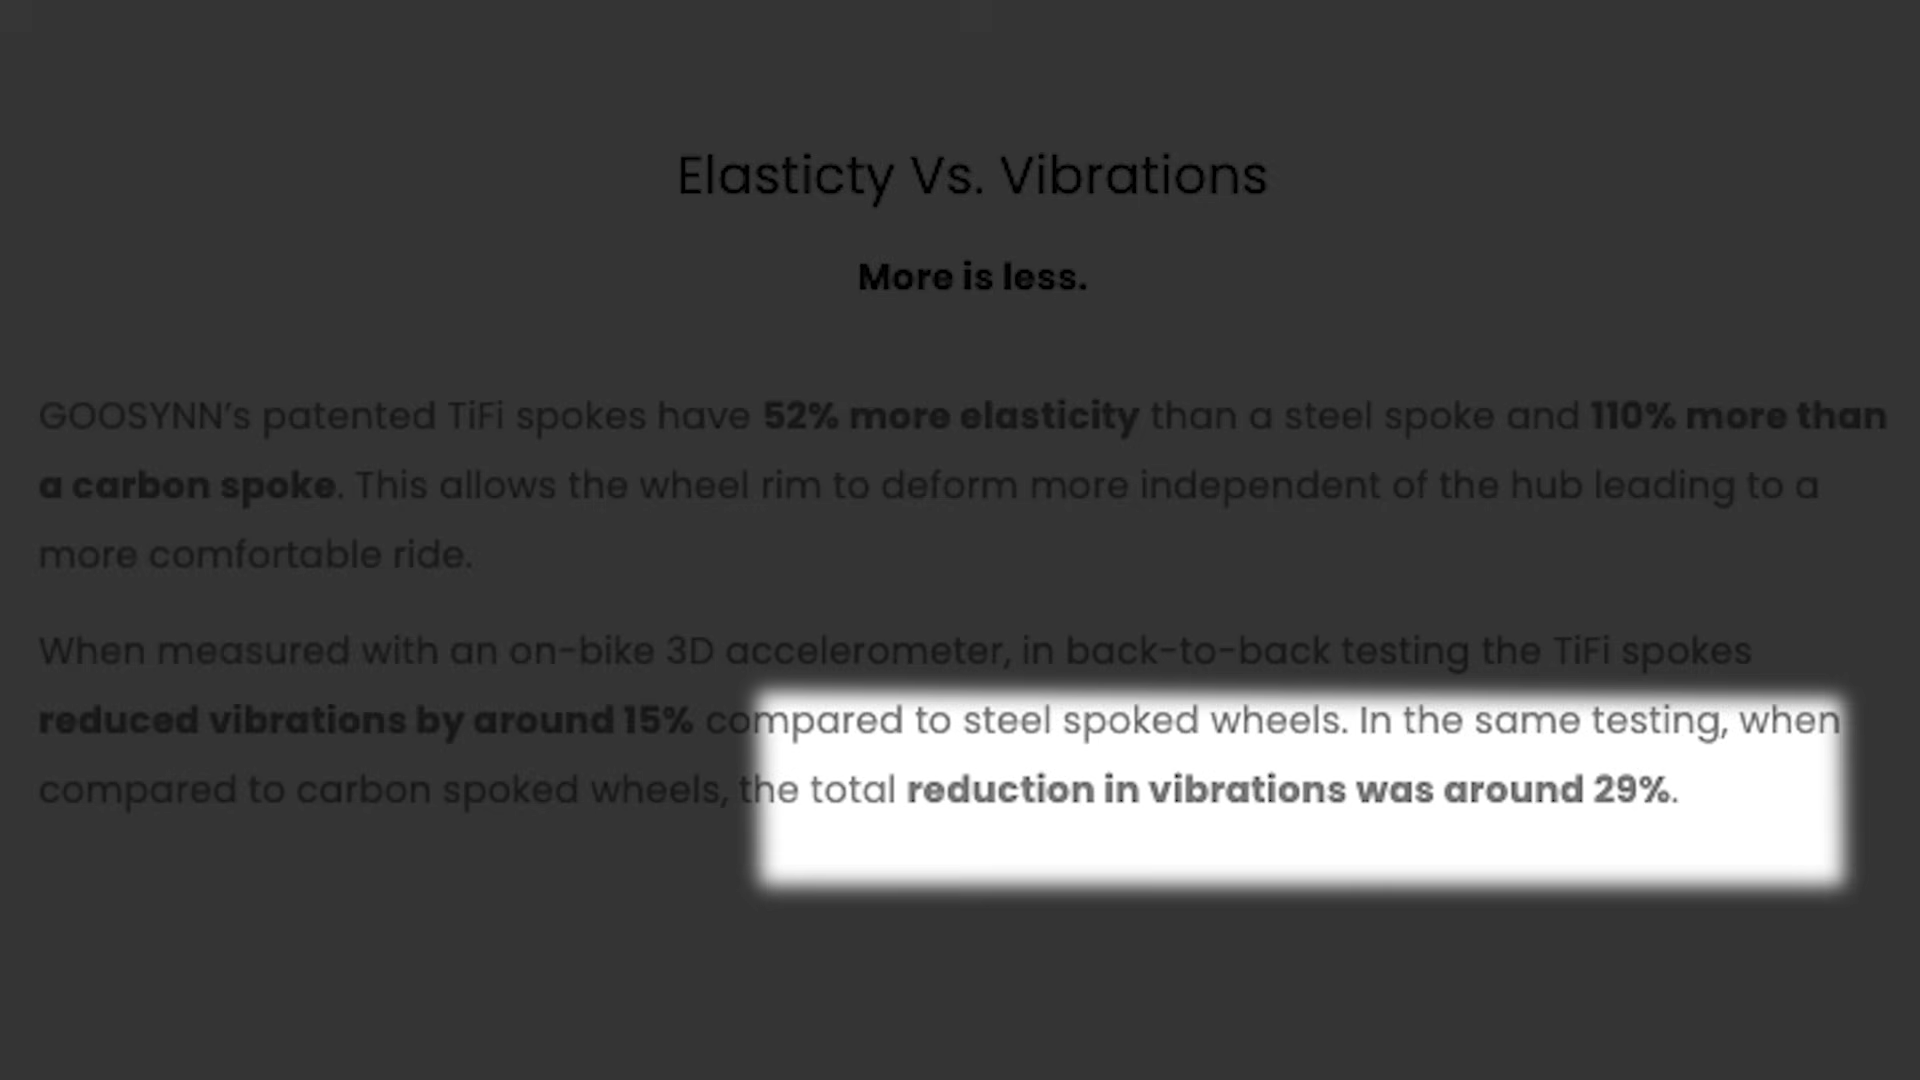 Elasticty Vs. Vibrations
More is less.
GOOSYNN’s patented TiFi spokes have 52% more elasticity than a steel spoke and 110% more than
a carbon spoke. This allows the wheel rim to deform more independent of the hub leading to a
more comfortable ride.
When measured with an on-bike 3D accelerometer, in back-to-back testing the TiFi spokes
reduced vibrations by around 15% compared to steel spoked wheels. In the same testing, when
compared to carbon spoked wheels, the total reduction in vibrations was around 29%.